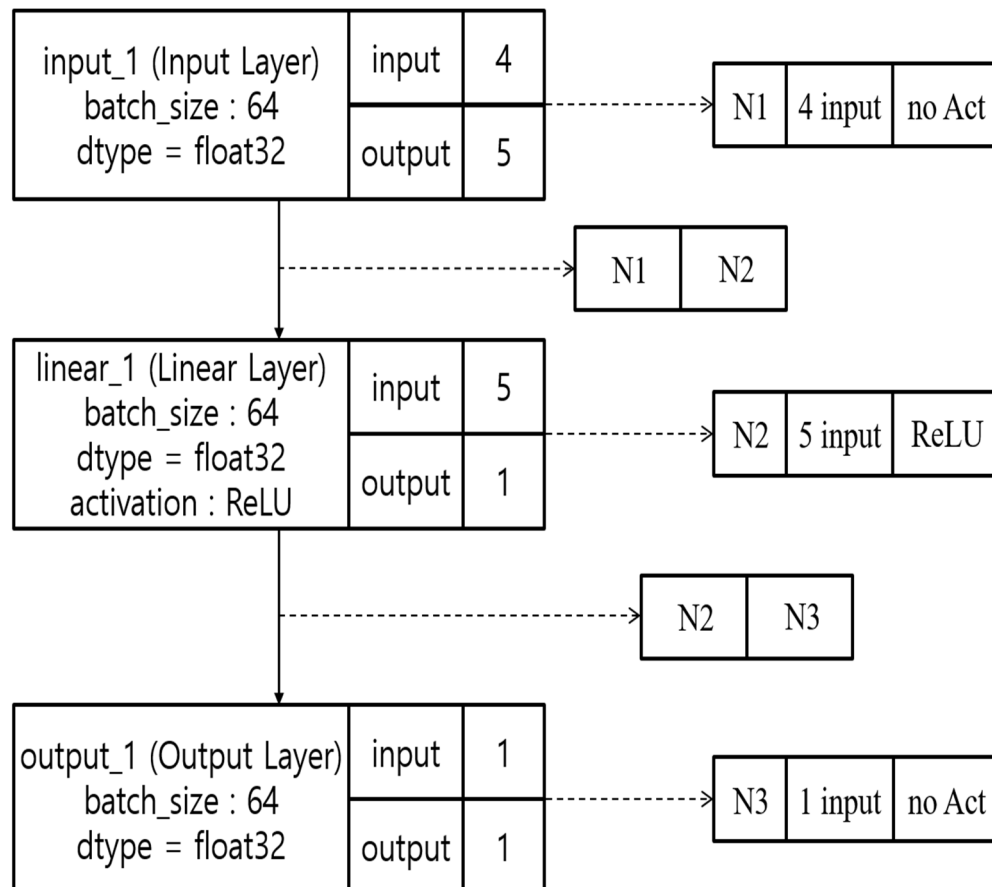 input_1 (Input Layer)
batch_size : 64
dtype = float32
input 4
output 5
N1 4 input no Act
N1 N2
linear_1 (Linear Layer)
batch_size : 64
dtype = float32
activation : ReLU
input 5
output 1
N2 5 input ReLU
N2 N3
output_1 (Output Layer)
batch_size : 64
dtype = float32
input 1
output 1
N3 1 input no Act